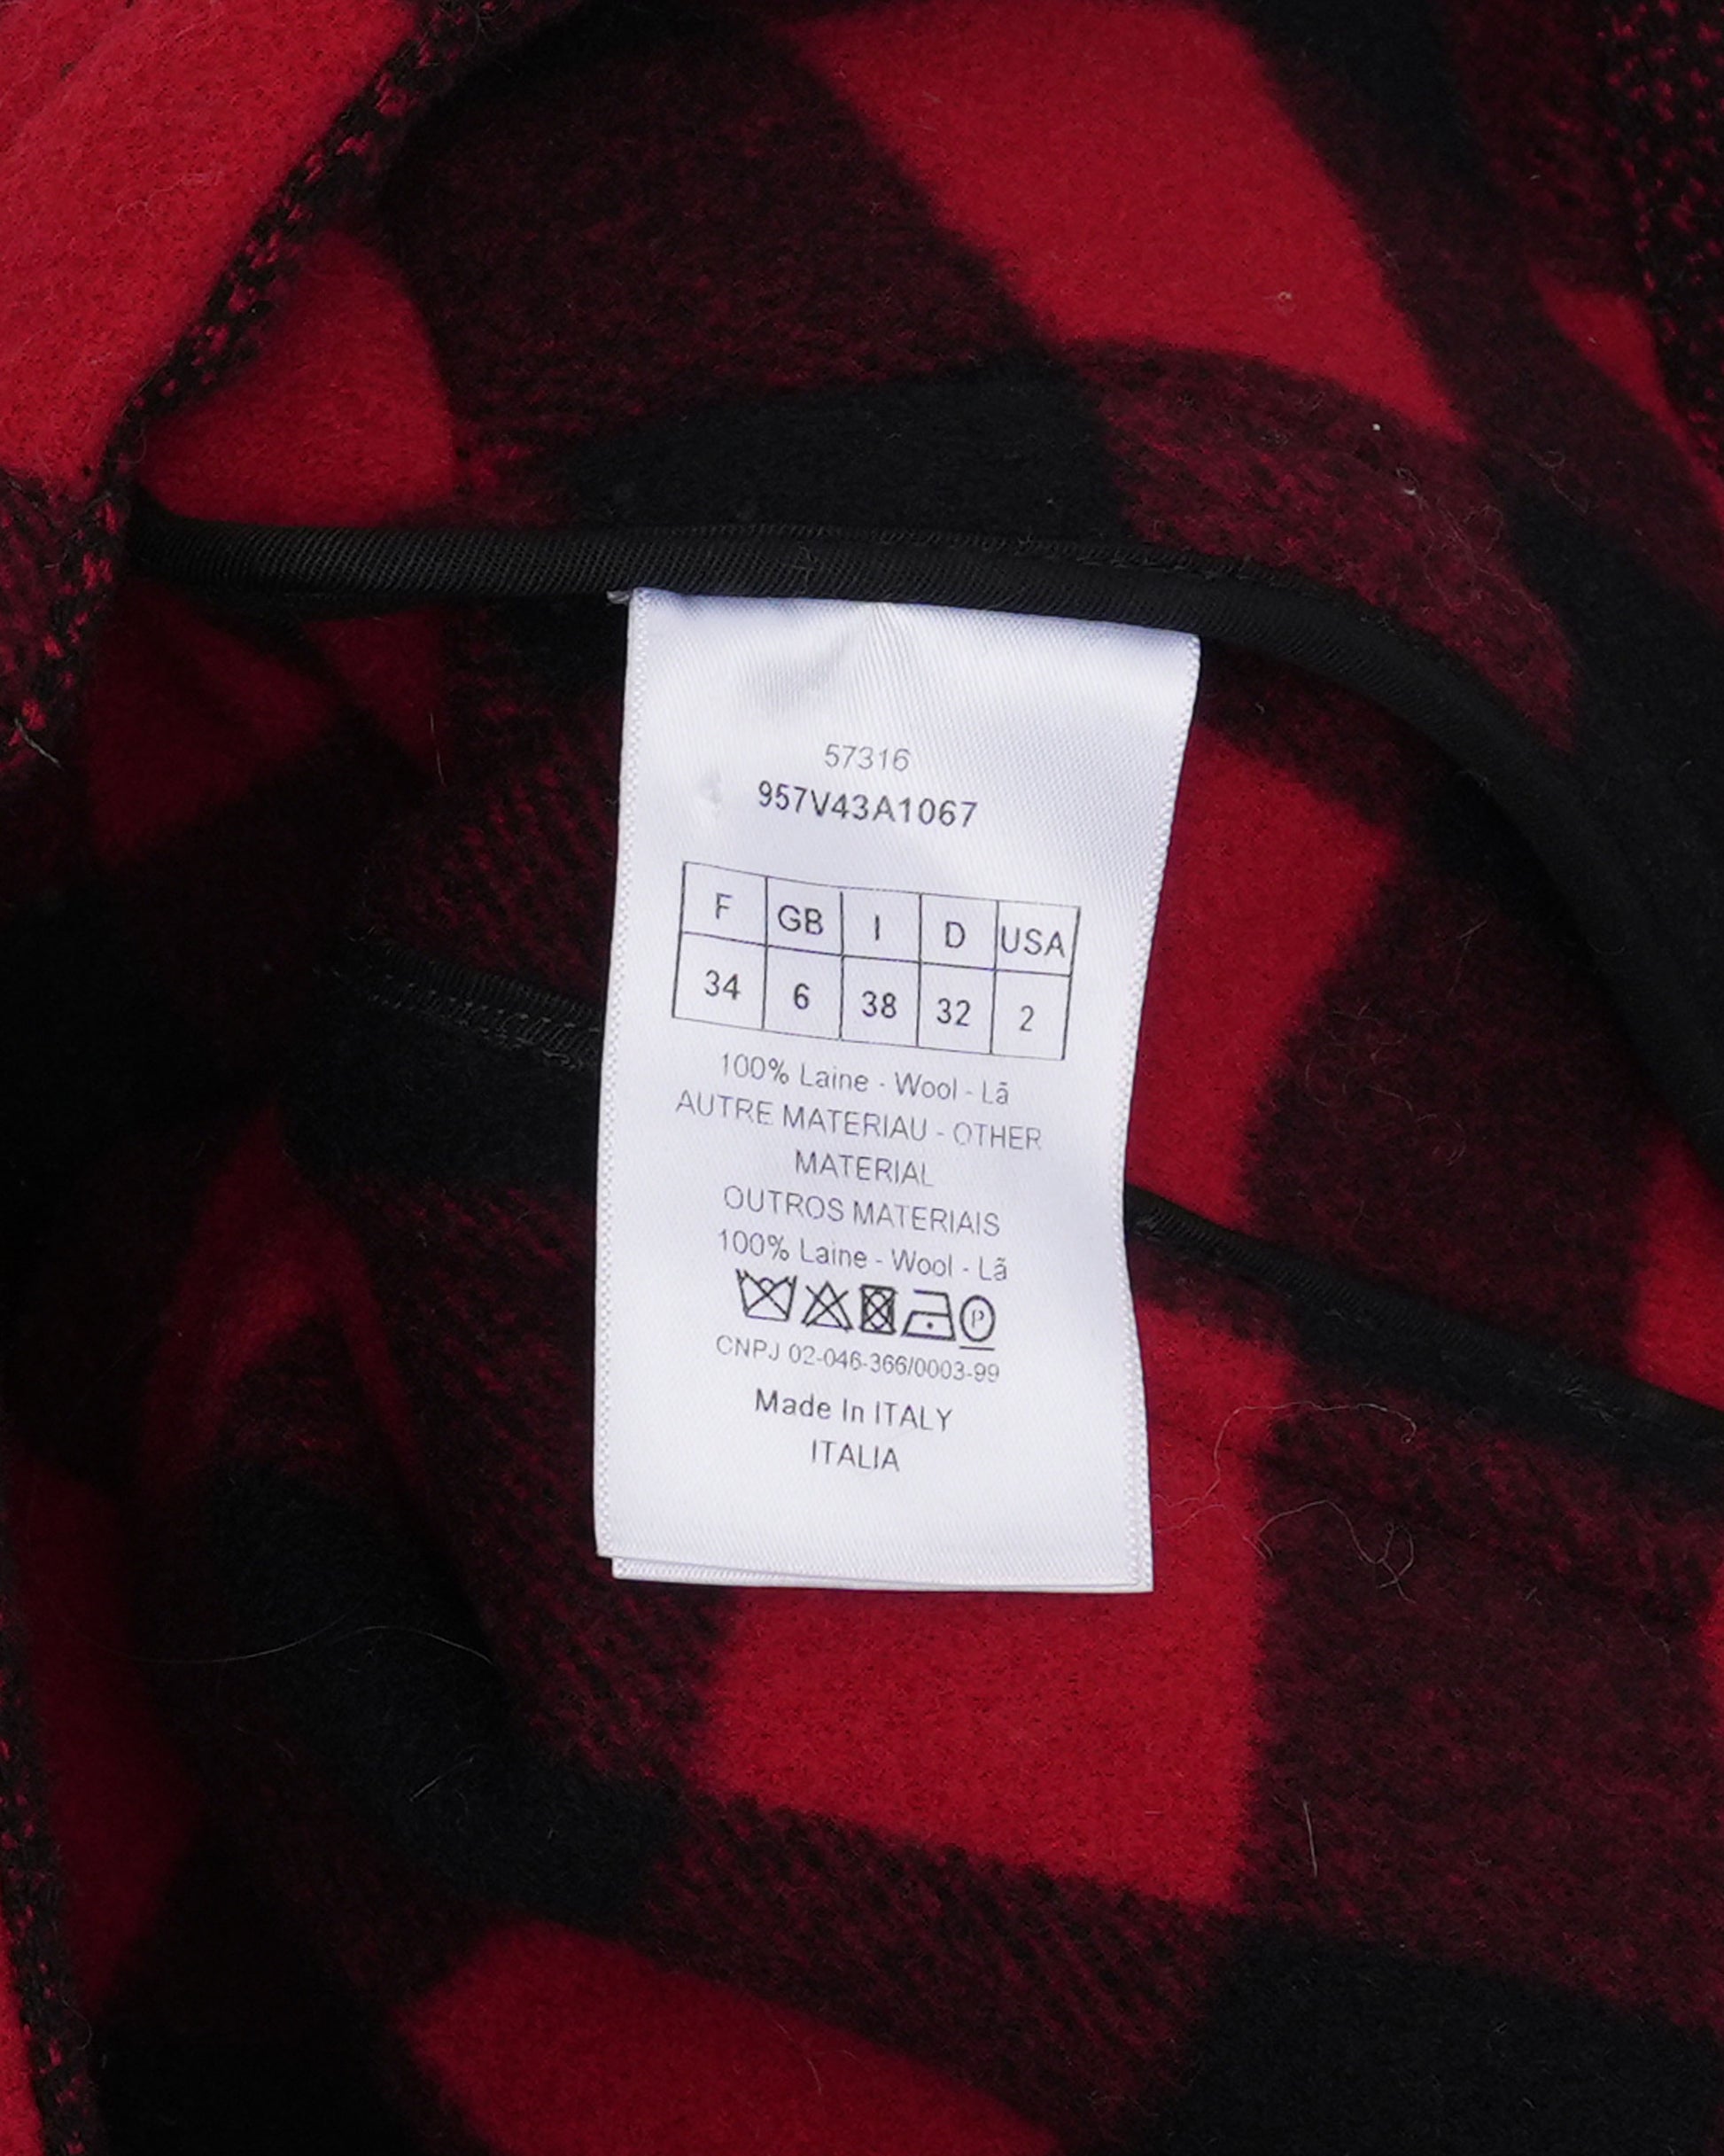 57316
957V43A1067
F GB I D USA
34 6 38 32 2
100% Laine - Wool - Lã
AUTRE MATERIAU - OTHER
MATERIAL
OUTROS MATERIAIS
100% Laine - Wool - Lã
P
CNPJ 02-046-366/0003-99
Made In ITALY
ITALIA